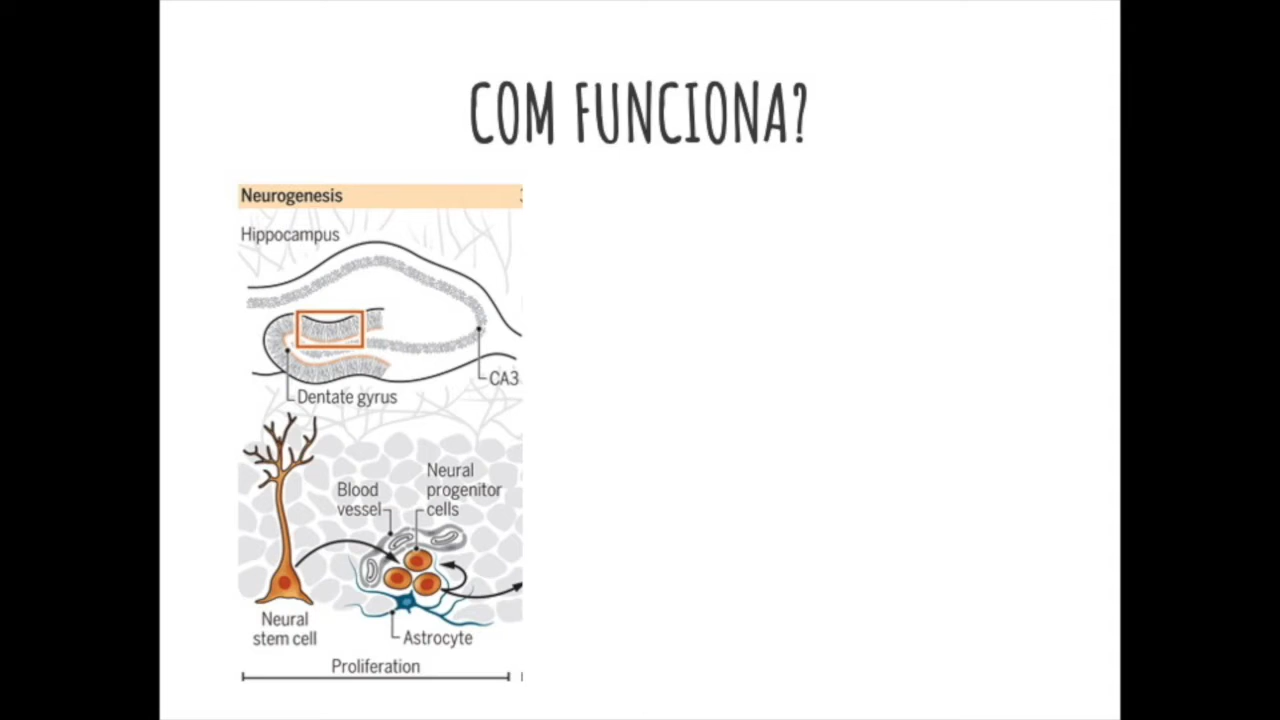 COM FUNCIONA?
Neurogenesis
Hippocampus
CA3
Dentate gyrus
Neural
progenitor
cells
Blood
vessel
Neural
stem cell
Astrocyte
Proliferation